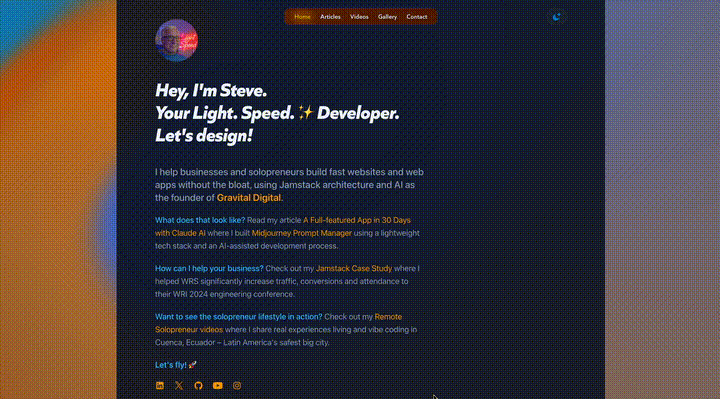 Home Articles Videos Gallery Contact
Hey, I'm Steve.
Your Light. Speed.✨ Developer.
Let's design!
I help businesses and solopreneurs build fast websites and web
apps without the bloat, using Jamstack architecture and AI as
the founder of Gravital Digital.
What does that look like? Read my article A Full-featured App in 30 Days
with Claude AI where I built Midjourney Prompt Manager using a lightweight
tech stack and an AI-assisted development process.
How can I help your business? Check out my Jamstack Case Study where I
helped WRS significantly increase traffic, conversions and attendance to
their WRI 2024 engineering conference.
Want to see the solopreneur lifestyle in action? Check out my Remote
Solopreneur videos where I share real experiences living and vibe coding in
Cuenca, Ecuador – Latin America's safest big city.
Let's fly! 🚀